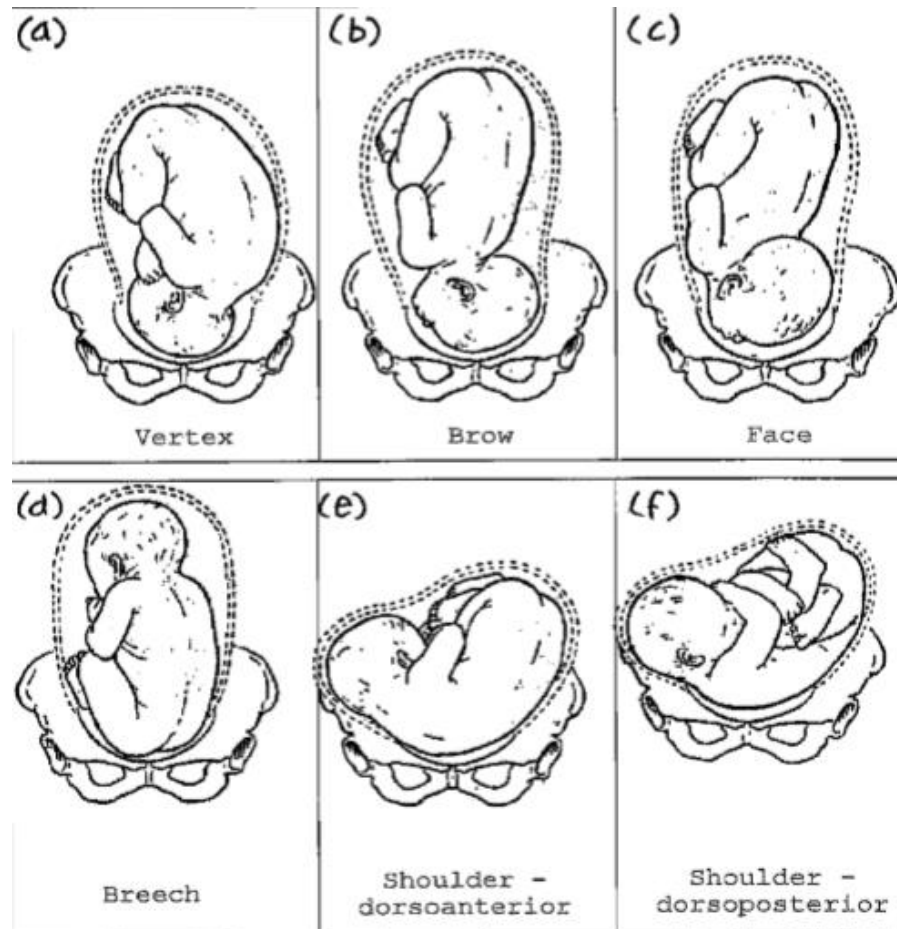 (a)
(b)
(c)
Vertex
Brow
Face
(d)
(e)
(f)
Breech
Shoulder -
dorsoanterior
Shoulder -
dorsoposterior